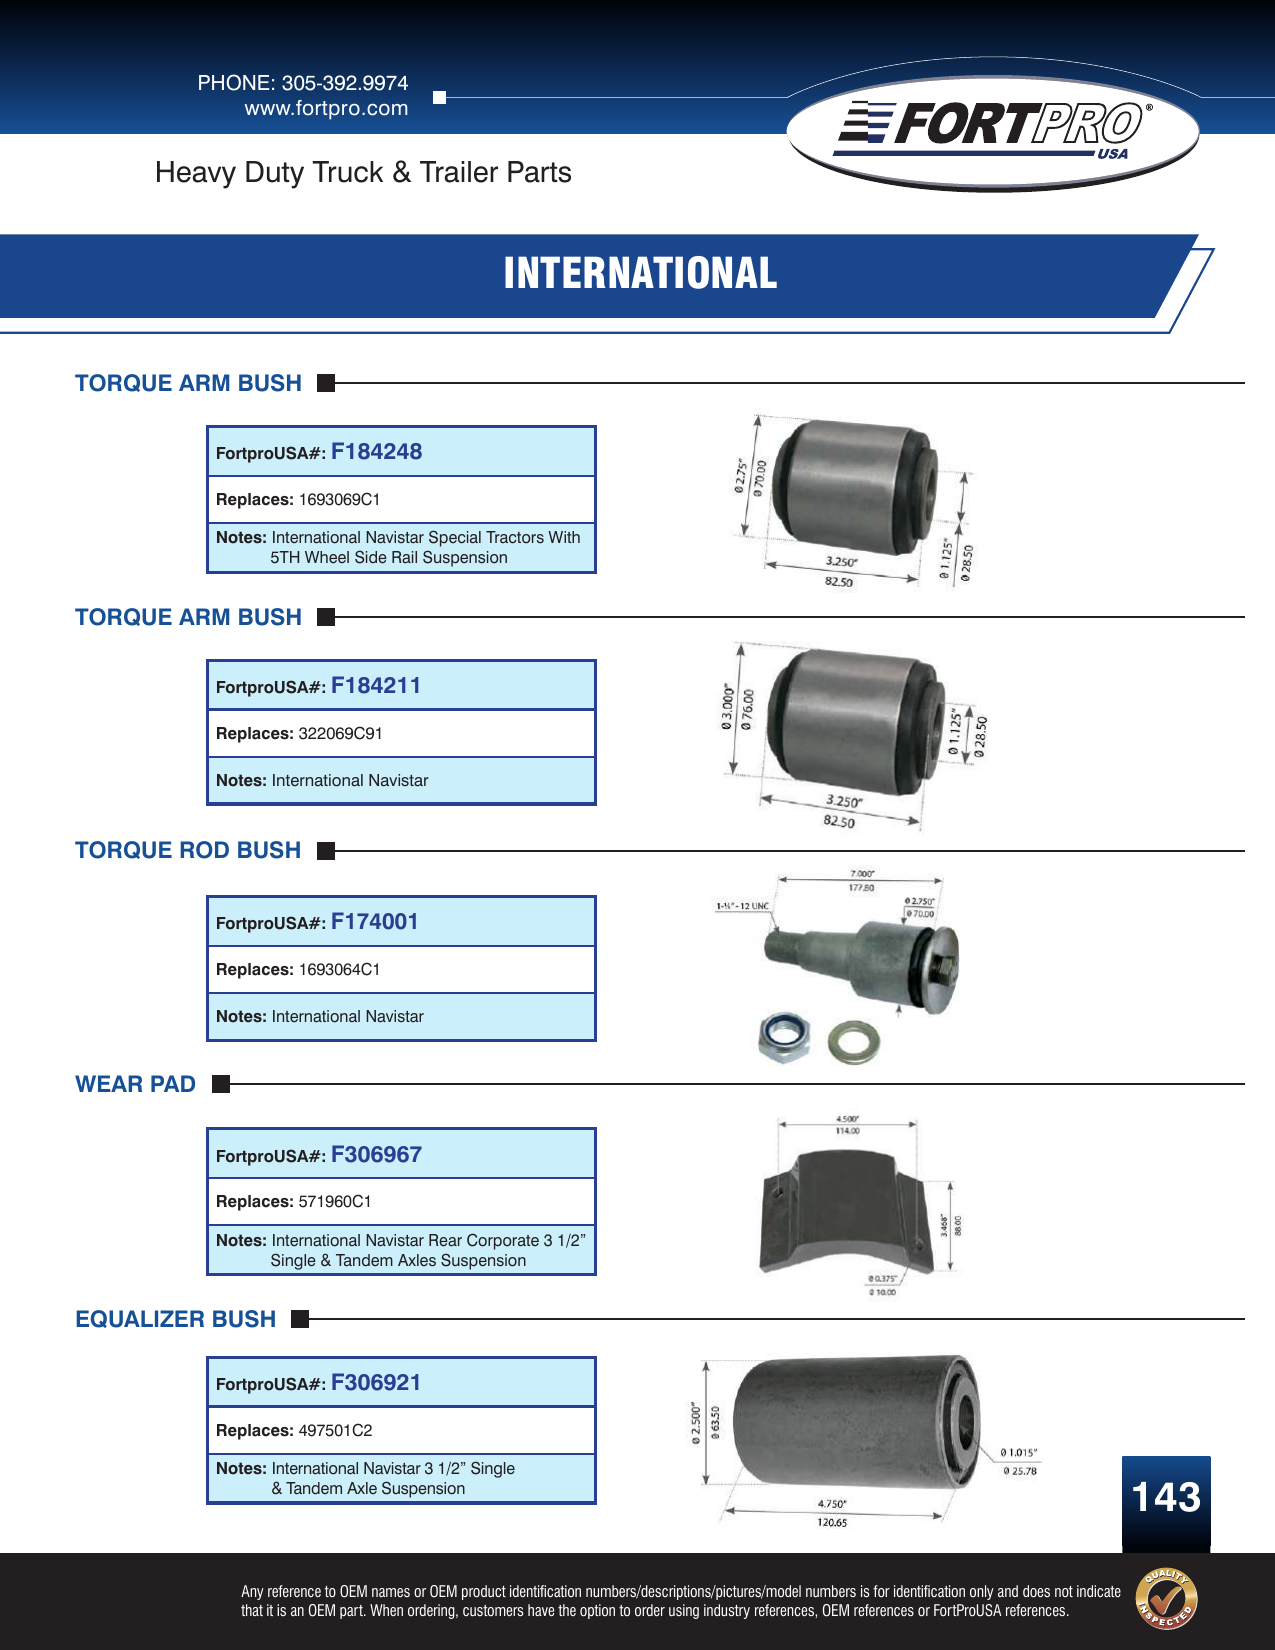 PHONE: 305-392.9974
www.fortpro.com
FORTPRO®
USA
Heavy Duty Truck & Trailer Parts
INTERNATIONAL
TORQUE ARM BUSH
FortproUSA#: F184248
Replaces: 1693069C1
Notes: International Navistar Special Tractors With
5TH Wheel Side Rail Suspension
Ø 2.75"
Ø 70.00
3.250"
82.50
Ø 1.125"
Ø 28.50
TORQUE ARM BUSH
FortproUSA#: F184211
Replaces: 322069C91
Notes: International Navistar
Ø 3.000"
Ø 76.00
3.250"
82.50
Ø 1.125"
Ø 28.50
TORQUE ROD BUSH
FortproUSA#: F174001
Replaces: 1693064C1
Notes: International Navistar
7.000"
177.80
1-¼" - 12 UNC
Ø 2.750"
Ø 70.00
WEAR PAD
FortproUSA#: F306967
Replaces: 571960C1
Notes: International Navistar Rear Corporate 3 1/2”
Single & Tandem Axles Suspension
4.500"
114.00
3.468"
88.00
Ø 0.375"
Ø 10.00
EQUALIZER BUSH
FortproUSA#: F306921
Replaces: 497501C2
Notes: International Navistar 3 1/2” Single
& Tandem Axle Suspension
Ø 2.500"
Ø 63.50
4.750"
120.65
Ø 1.015"
Ø 25.78
143
Any reference to OEM names or OEM product identification numbers/descriptions/pictures/model numbers is for identification only and does not indicate
that it is an OEM part. When ordering, customers have the option to order using industry references, OEM references or FortProUSA references.
QUALITY
INSPECTED